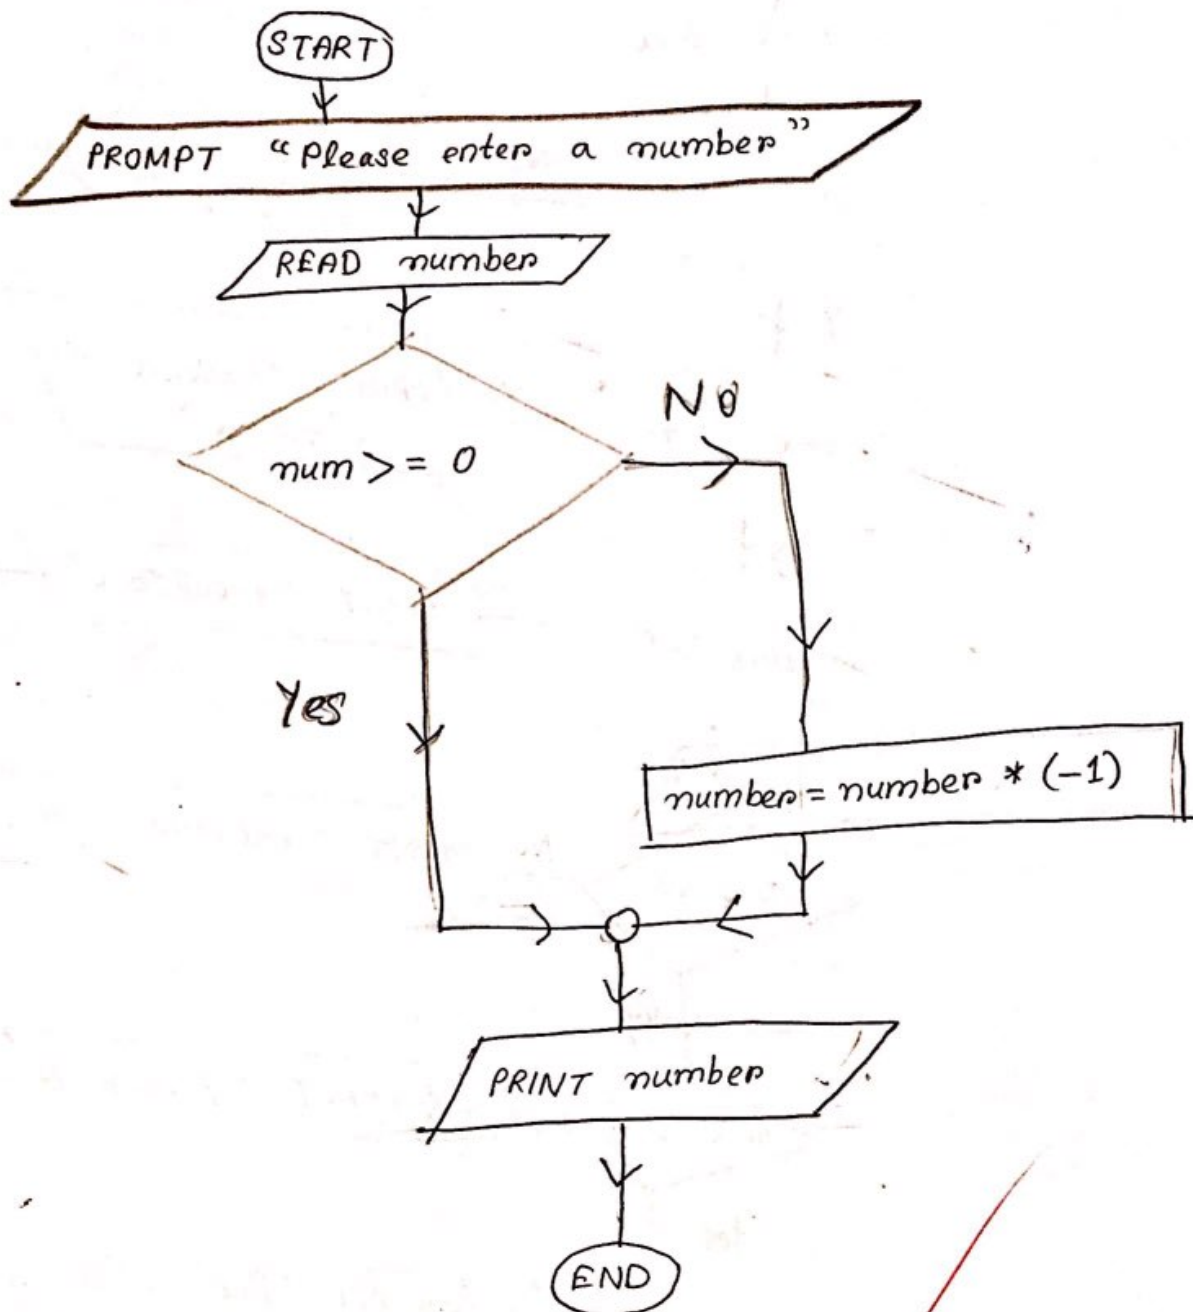 START
PROMPT “Please enter a number”
READ number
num >= 0
No
Yes
number = number * (-1)
PRINT number
END